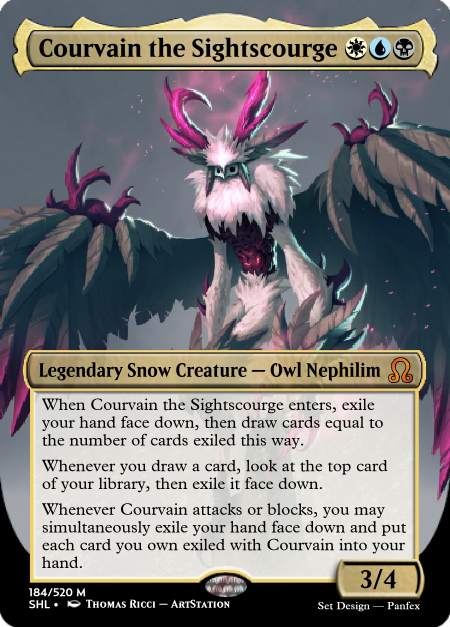 Courvain the Sightscourge
Legendary Snow Creature — Owl Nephilim
When Courvain the Sightscourge enters, exile
your hand face down, then draw cards equal to
the number of cards exiled this way.
Whenever you draw a card, look at the top card
of your library, then exile it face down.
Whenever Courvain attacks or blocks, you may
simultaneously exile your hand face down and put
each card you own exiled with Courvain into your
hand.
3/4
184/520 M
SHL • Thomas Ricci — ArtStation
Set Design — Panfex